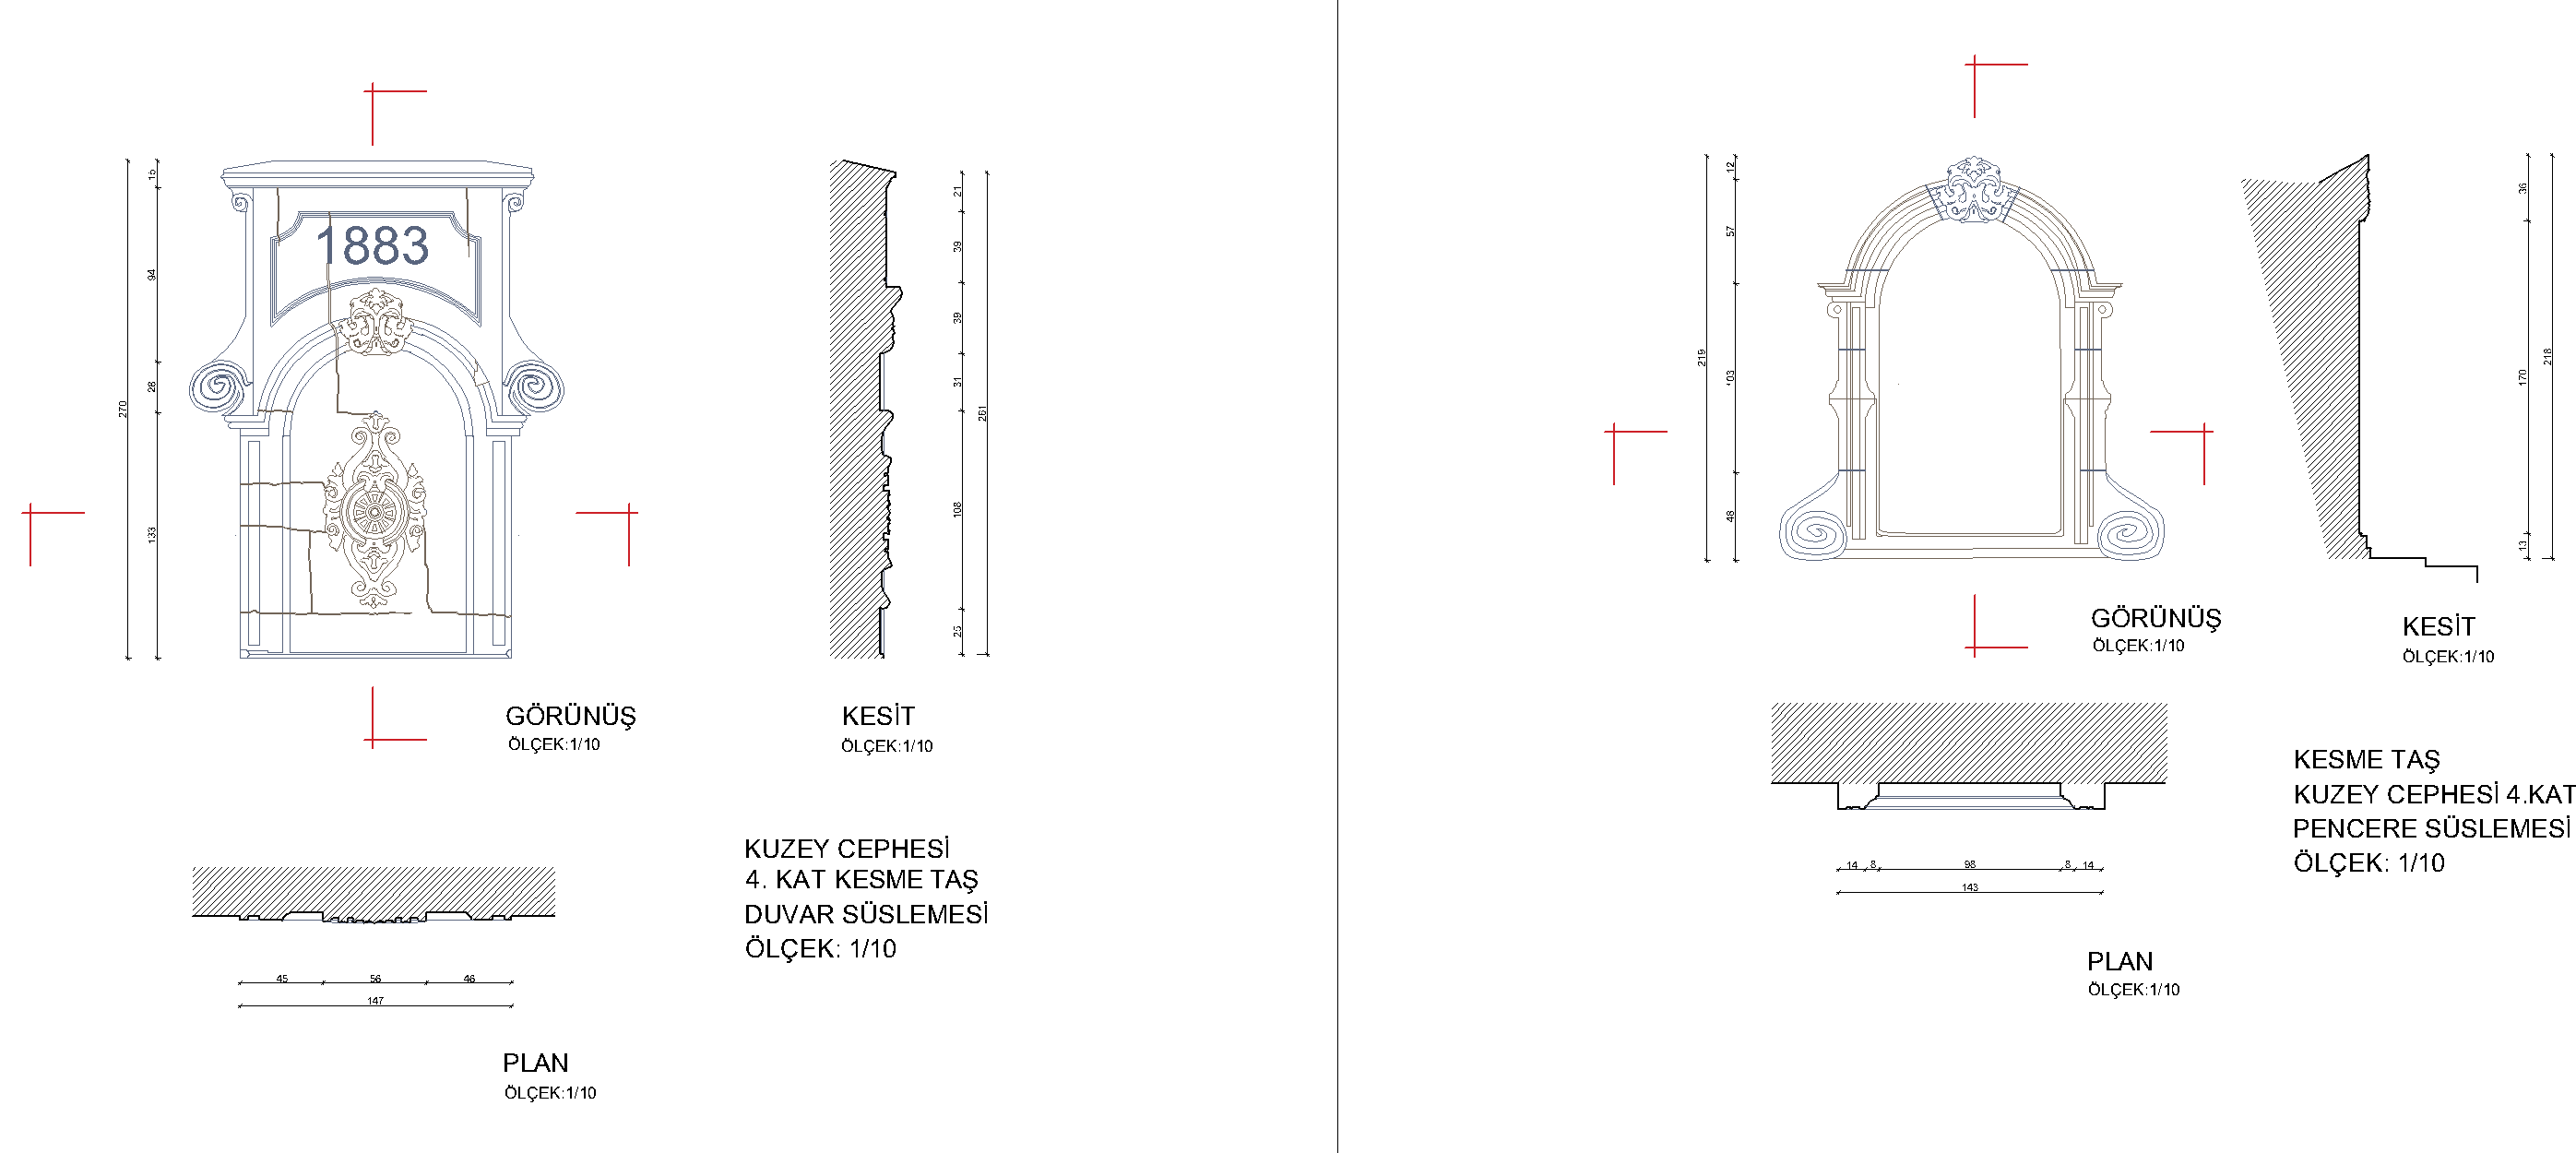 15
94
28
133
270
1883
21
39
39
31
108
25
261
GÖRÜNÜŞ
ÖLÇEK:1/10
KESİT
ÖLÇEK:1/10
KUZEY CEPHESİ
4. KAT KESME TAŞ
DUVAR SÜSLEMESİ
ÖLÇEK: 1/10
45 56 46
147
PLAN
ÖLÇEK:1/10
12
57
103
48
219
36
170
13
218
GÖRÜNÜŞ
ÖLÇEK:1/10
KESİT
ÖLÇEK:1/10
KESME TAŞ
KUZEY CEPHESİ 4.KAT
PENCERE SÜSLEMESİ
ÖLÇEK: 1/10
14 8 98 8 14
143
PLAN
ÖLÇEK:1/10